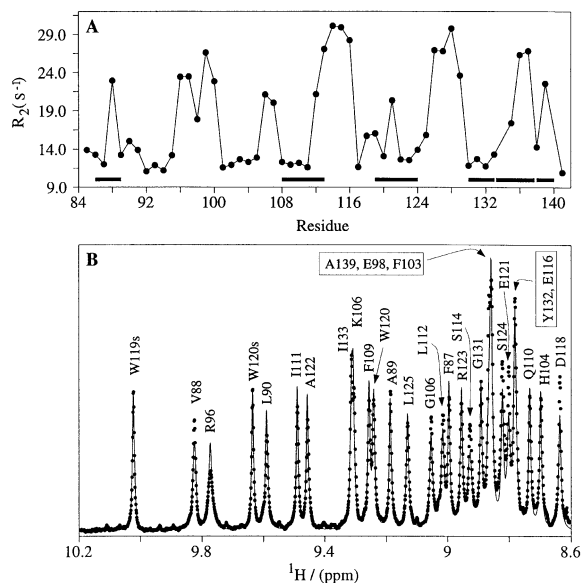 A
29.0
24.0
19.0
14.0
9.0
R2( s-1)
84
92
100
108
116
124
132
140
Residue
B
A139, E98, F103
Y132, E116
W119s
V88
R96
W120s
L90
I111
A122
I133
K106
F109
W120
A89
L125
G106
L112
F87
R123
S114
G131
S124
E121
Q110
H104
D118
10.2
9.8
9.4
9
8.6
1H / (ppm)